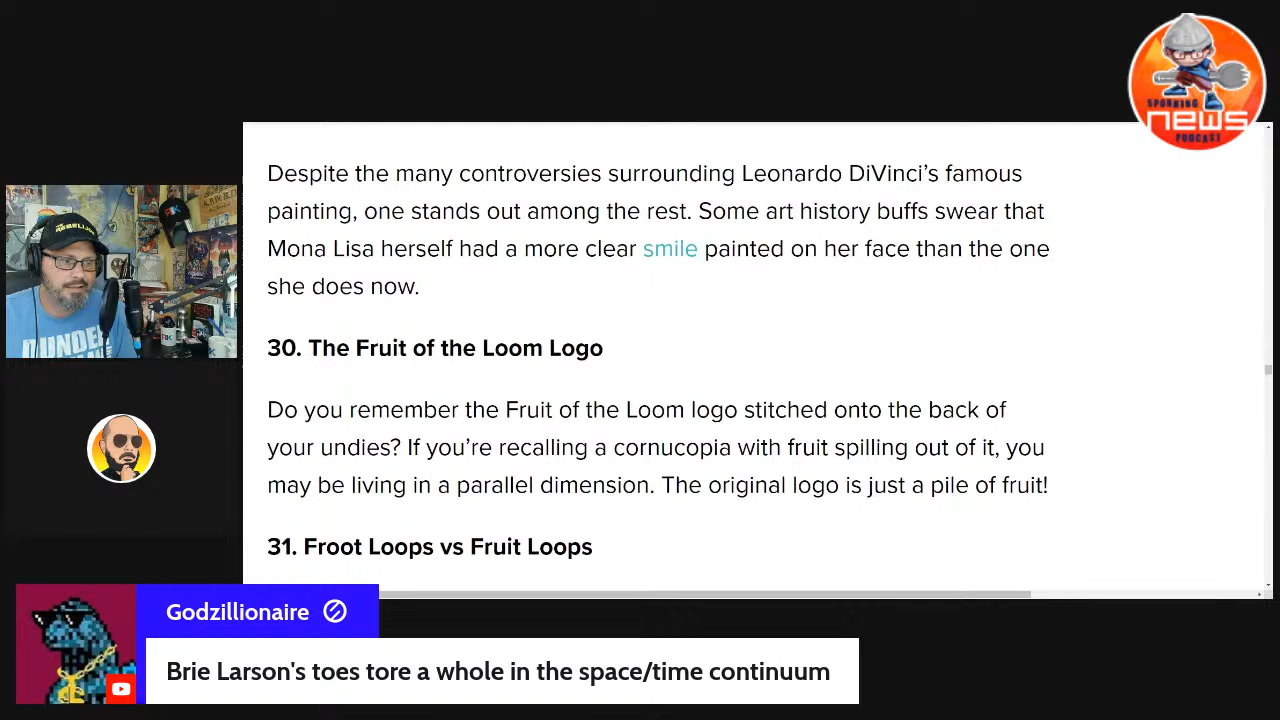 SPORKING
news
PODCAST
Despite the many controversies surrounding Leonardo DiVinci’s famous
painting, one stands out among the rest. Some art history buffs swear that
Mona Lisa herself had a more clear smile painted on her face than the one
she does now.
30. The Fruit of the Loom Logo
Do you remember the Fruit of the Loom logo stitched onto the back of
your undies? If you’re recalling a cornucopia with fruit spilling out of it, you
may be living in a parallel dimension. The original logo is just a pile of fruit!
31. Froot Loops vs Fruit Loops
DUNDER
Godzillionaire
Brie Larson's toes tore a whole in the space/time continuum